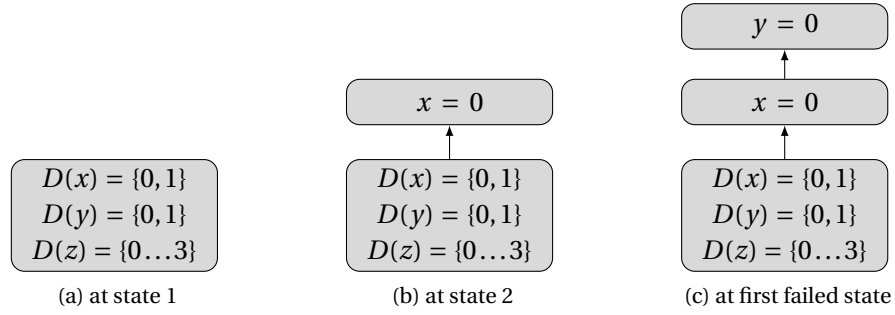 D(x) = {0, 1}
D(y) = {0, 1}
D(z) = {0...3}
(a) at state 1
x = 0
D(x) = {0, 1}
D(y) = {0, 1}
D(z) = {0...3}
(b) at state 2
y = 0
x = 0
D(x) = {0, 1}
D(y) = {0, 1}
D(z) = {0...3}
(c) at first failed state